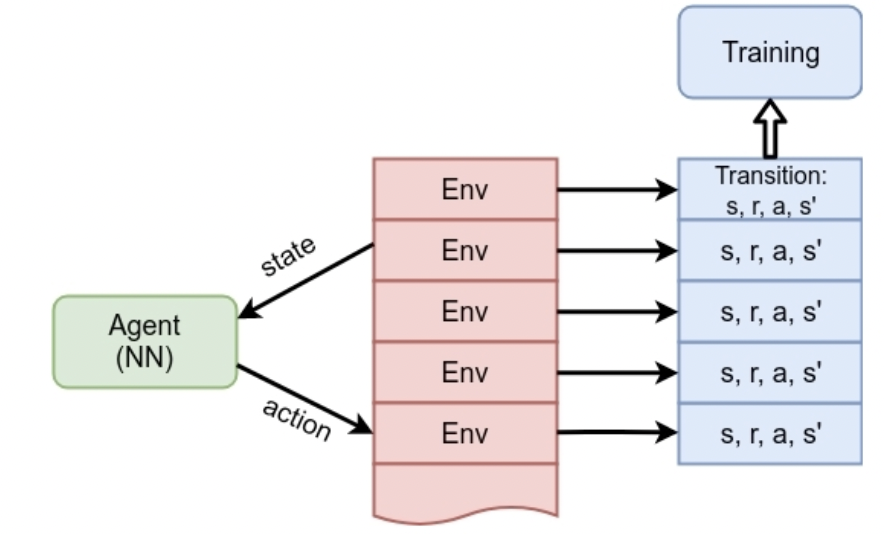 Training
Env
Transition:
s, r, a, s'
state
Env
s, r, a, s'
Agent
(NN)
Env
s, r, a, s'
Env
s, r, a, s'
action
Env
s, r, a, s'